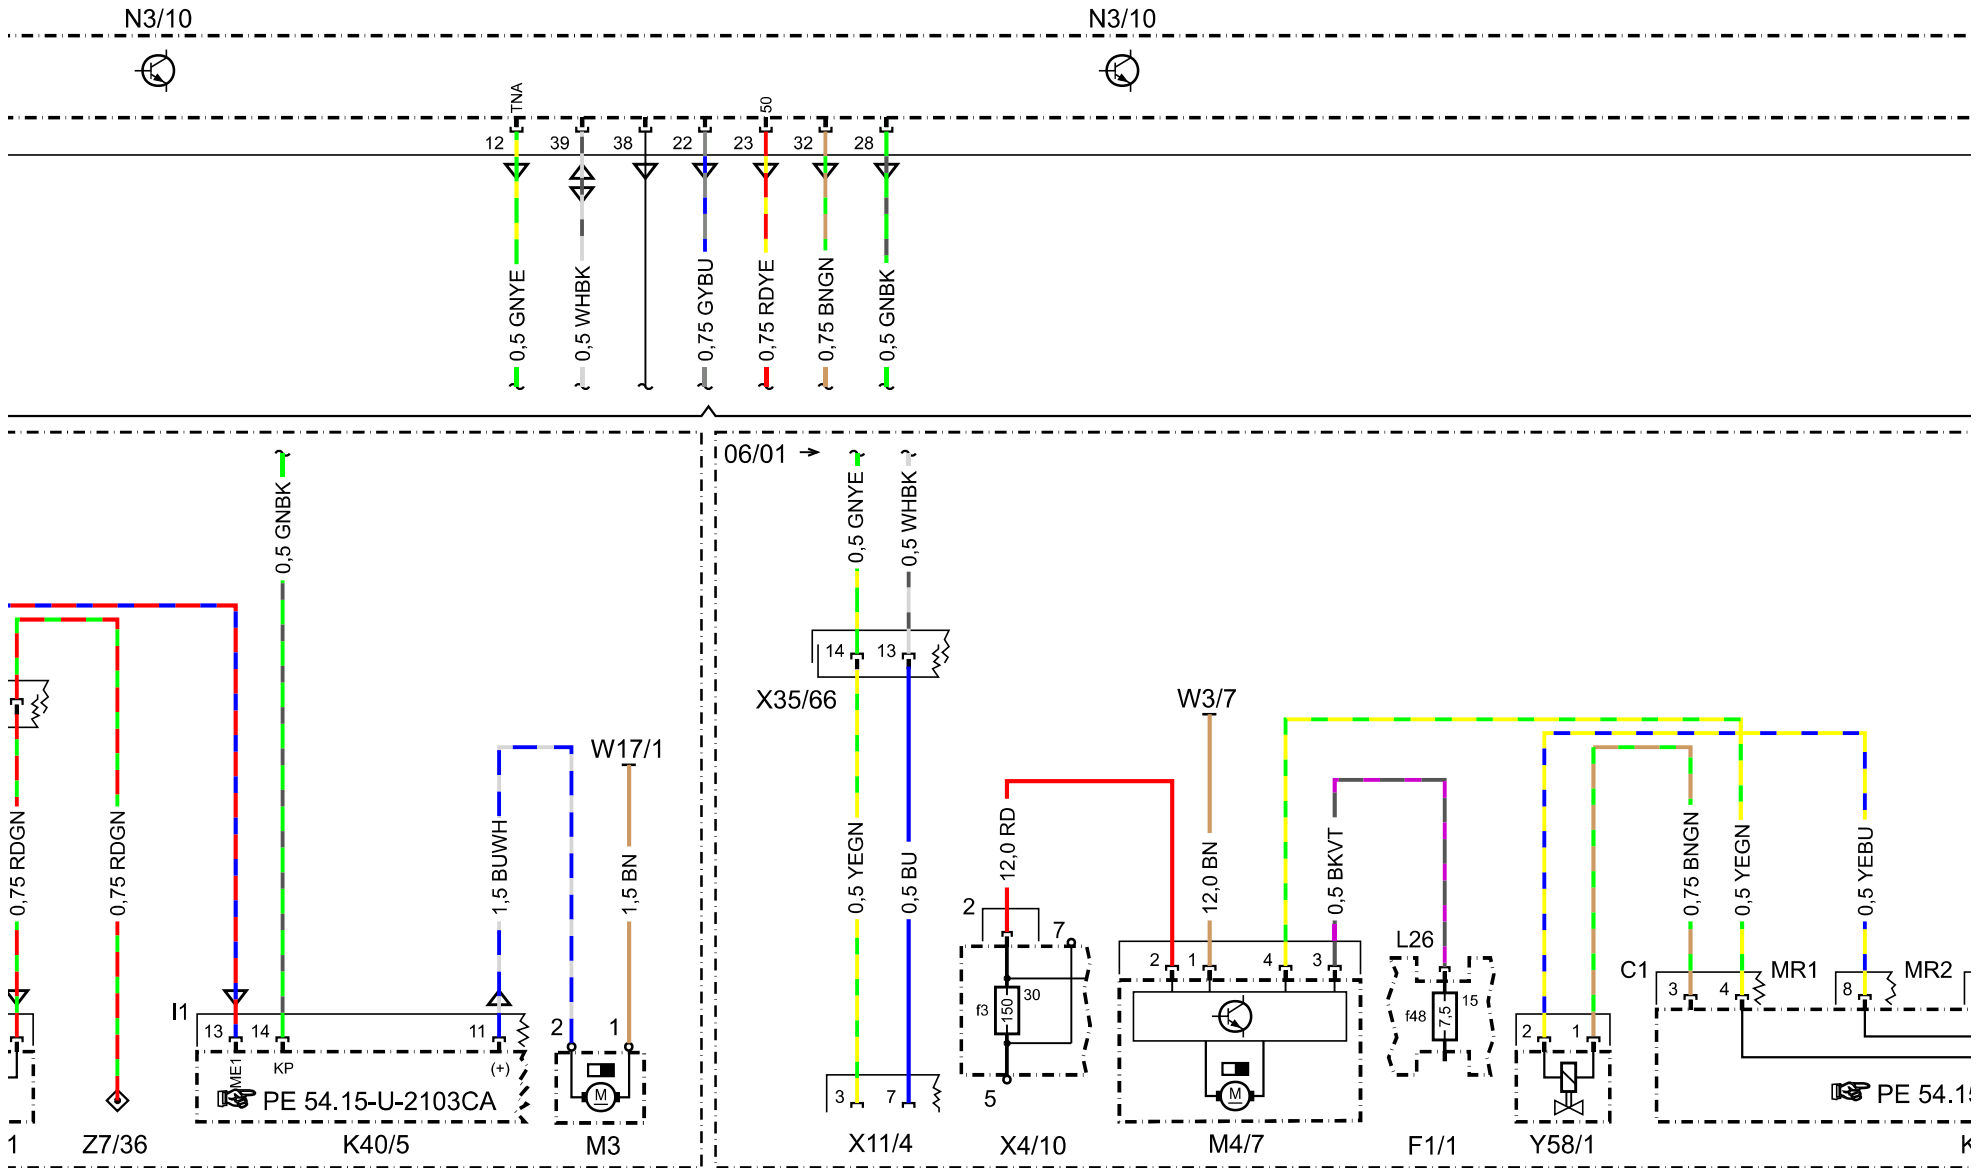 N3/10 N3/10
TNA 50
12 39 38 22 23 32 28
0,5 GNYE
0,5 WHBK
0,75 GYBU
0,75 RDYE
0,75 BNGN
0,5 GNBK
06/01
0,5 GNBK
0,5 GNYE
0,5 WHBK
14 13
X35/66
W3/7
W17/1
0,75 RDGN
0,75 RDGN
1,5 BUWH
1,5 BN
0,5 YEGN
0,5 BU
12,0 RD
12,0 BN
0,5 BKVT
0,75 BNGN
0,5 YEGN
0,5 YEBU
2 7
L26
2 1 4 3
C1 MR1 MR2
3 4 8
I1
13 14 11 2 1
f3 150 30
f48 7,5 15
2 1
ME1 KP (+)
PE 54.15-U-2103CA
M
3 7
5
M
PE 54.15
1 Z7/36 K40/5 M3 X11/4 X4/10 M4/7 F1/1 Y58/1 K